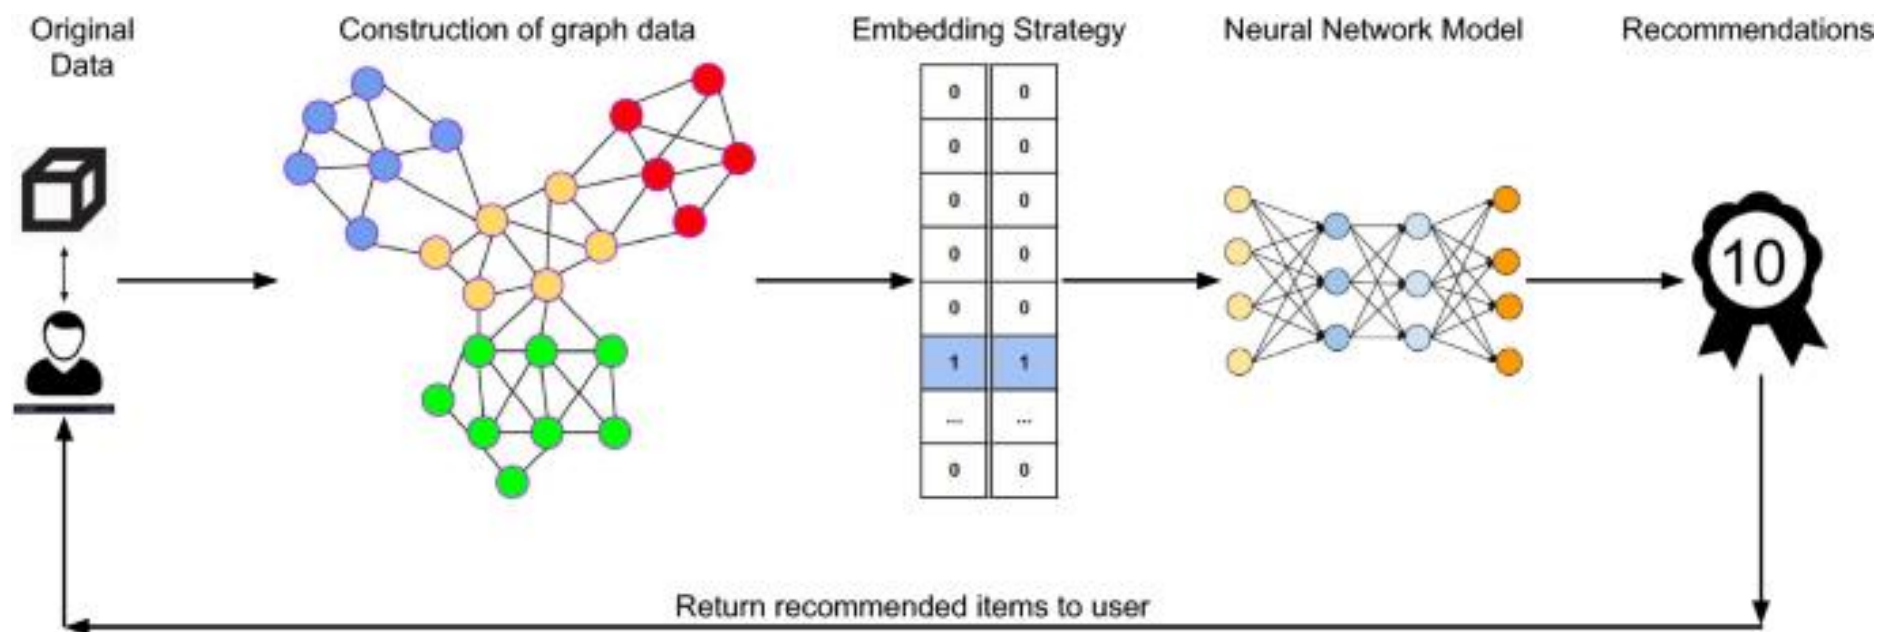 Original
Data
Construction of graph data
Embedding Strategy
Neural Network Model
Recommendations
0 0
0 0
0 0
0 0
0 0
1 1
... ...
0 0
10
Return recommended items to user